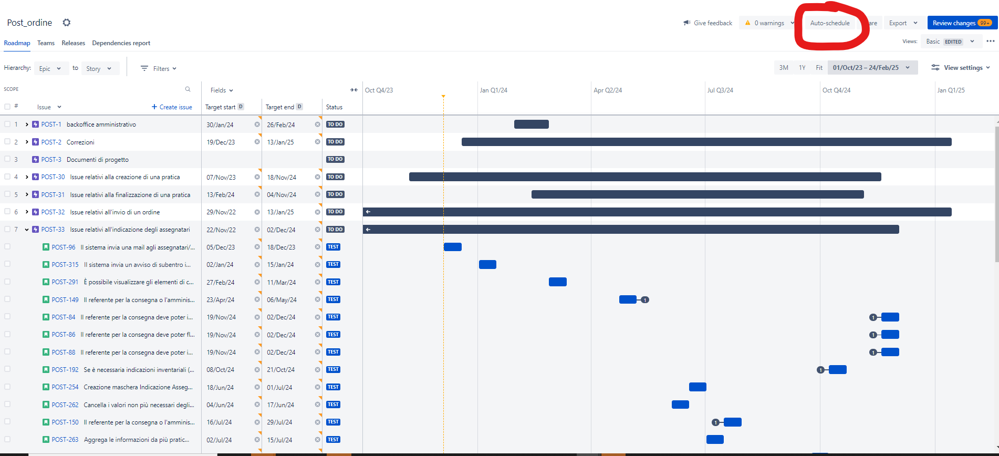 Post_ordine
Give feedback 0 warnings Auto-schedule are Export Review changes 99+
Roadmap Teams Releases Dependencies report
Views: Basic EDITED
Hierarchy: Epic to Story Filters
3M 1Y Fit 01/Oct/23 – 24/Feb/25 View settings
SCOPE Fields Oct Q4/23 Jan Q1/24 Apr Q2/24 Jul Q3/24 Oct Q4/24 Jan Q1/25
# Issue + Create issue Target start D Target end D Status
1 POST-1 backoffice amministrativo 30/Jan/24 26/Feb/24 TO DO
2 POST-2 Correzioni 19/Dec/23 13/Jan/25 TO DO
3 POST-3 Documenti di progetto TO DO
4 POST-30 Issue relativi alla creazione di una pratica 07/Nov/23 18/Nov/24 TO DO
5 POST-31 Issue relativi alla finalizzazione di una pratica 13/Feb/24 04/Nov/24 TO DO
6 POST-32 Issue relativi all'invio di un ordine 29/Nov/22 13/Jan/25 TO DO
7 POST-33 Issue relativi all'indicazione degli assegnatari 22/Nov/22 02/Dec/24 TO DO
POST-96 Il sistema invia una mail agli assegnatari/... 05/Dec/23 18/Dec/23 TEST
POST-315 Il sistema invia un avviso di subentro i... 02/Jan/24 15/Jan/24 TEST
POST-291 È possibile visualizzare gli elementi di c... 27/Feb/24 11/Mar/24 TEST
POST-149 Il referente per la consegna o l'amminis... 23/Apr/24 06/May/24 TEST 1
POST-84 Il referente per la consegna deve poter i... 19/Nov/24 02/Dec/24 TEST 1
POST-86 Il referente per la consegna deve poter fl... 19/Nov/24 02/Dec/24 TEST 1
POST-88 Il referente per la consegna deve poter i... 19/Nov/24 02/Dec/24 TEST 1
POST-192 Se è necessaria indicazioni inventariali (... 08/Oct/24 21/Oct/24 TEST 1
POST-254 Creazione maschera Indicazione Asseg... 18/Jun/24 01/Jul/24 TEST
POST-262 Cancella i valori non più necessari degli... 04/Jun/24 17/Jun/24 TEST
POST-150 Il referente per la consegna o l'amminis... 16/Jul/24 29/Jul/24 TEST 1
POST-263 Aggrega le informazioni da più pratic... 02/Jul/24 15/Jul/24 TEST